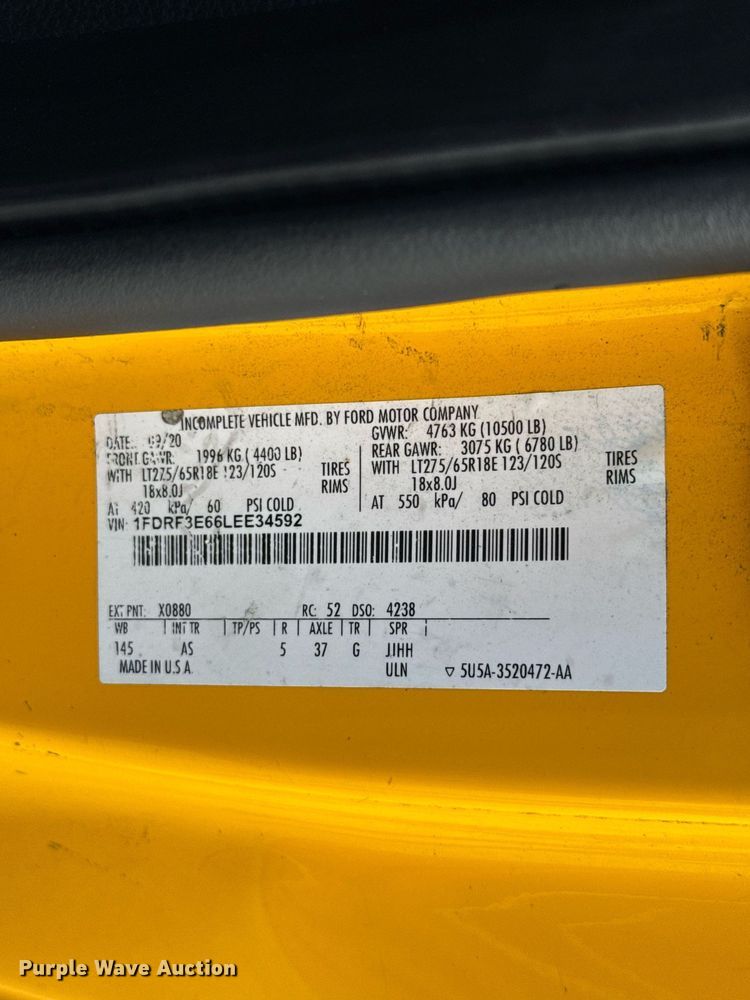 INCOMPLETE VEHICLE MFD. BY FORD MOTOR COMPANY
DATE: 09/20 GVWR: 4763 KG (10500 LB)
FRONT GAWR: 1996 KG ( 4400 LB) REAR GAWR: 3075 KG ( 6780 LB)
WITH LT275/65R18E 123/120S TIRES WITH LT275/65R18E 123/120S TIRES
18x8.0J RIMS 18x8.0J RIMS
AT 420 kPa/ 60 PSI COLD AT 550 kPa/ 80 PSI COLD
VIN: 1FDRF3E66LEE34592
EXT PNT: X0880 RC: 52 DSO: 4238
WB | INT TR | TP/PS | R | AXLE | TR | SPR |
145 AS 5 37 G JJHH
MADE IN U.S.A. ULN ▽ 5U5A-3520472-AA
Purple Wave Auction